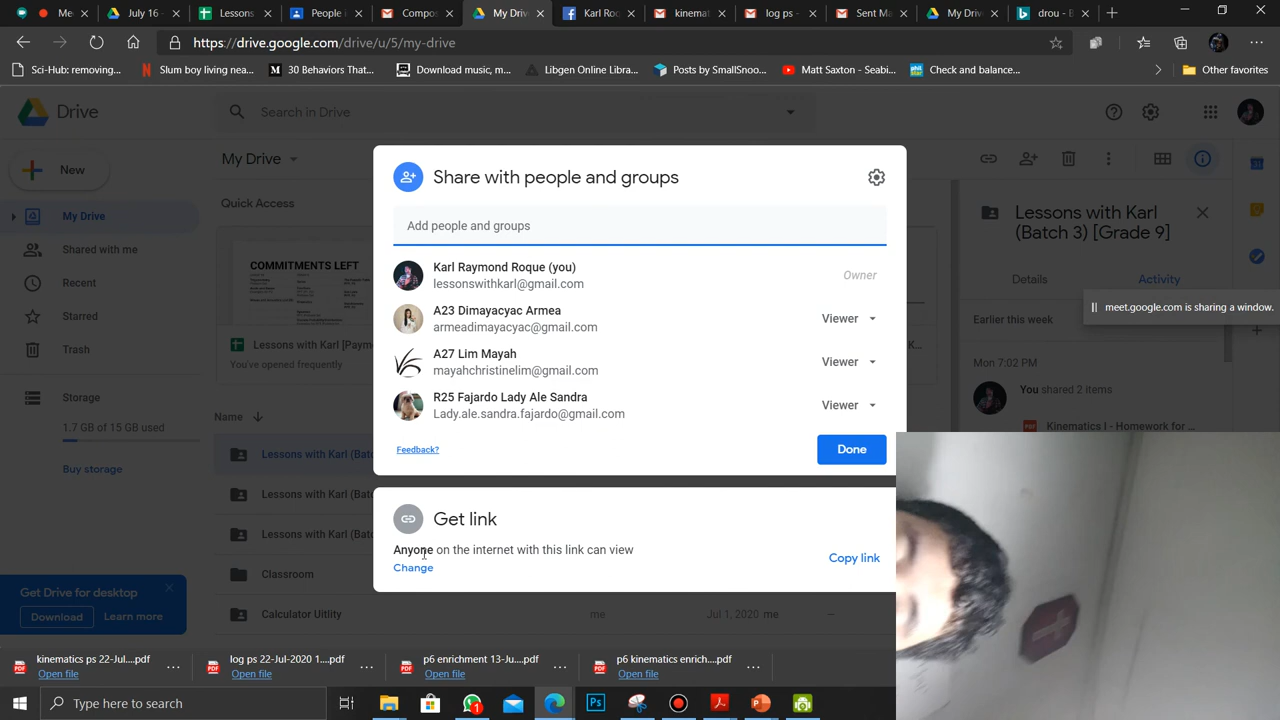 Me
July 16 -
Lessons
People i
Compos
My Driv
Karl Roq
kinemat
log ps -
Sent Ma
My Driv
drou - B
https://drive.google.com/drive/u/5/my-drive
Sci-Hub: removing...
Slum boy living nea...
30 Behaviors That...
Download music, m...
Libgen Online Libra...
Posts by SmallSnoo...
Matt Saxton - Seabi...
Check and balance...
Other favorites
Drive
Search in Drive
New
My Drive
Share with people and groups
Lessons with Karl
(Batch 3) [Grade 9]
My Drive
Quick Access
Add people and groups
Shared with me
COMMITMENTS LEFT
Karl Raymond Roque (you)
lessonswithkarl@gmail.com
Owner
Details
Activity
Recent
A23 Dimayacyac Armea
armeadimayacyac@gmail.com
Viewer
meet.google.com is sharing a window.
Starred
Earlier this week
Trash
Lessons with Karl [Paym
You've opened frequently
A27 Lim Mayah
mayahchristinelim@gmail.com
Viewer
K...
Mon 7:02 PM
You shared 2 items
Storage
R25 Fajardo Lady Ale Sandra
Lady.ale.sandra.fajardo@gmail.com
Viewer
Name
Kinematics I - Homework for ...
1.7 GB of 15 GB used
Feedback?
Done
Lessons with Karl (Bat
Buy storage
Lessons with Karl (Bat
Get link
Lessons with Karl (Bat
Anyone on the internet with this link can view
Change
Copy link
Classroom
Get Drive for desktop
Download
Learn more
Calculator Uitlity
me
Jul 1, 2020 me
—
kinematics ps 22-Jul....pdf
Open file
log ps 22-Jul-2020 1....pdf
Open file
p6 enrichment 13-Ju....pdf
Open file
p6 kinematics enrich....pdf
Open file
Type here to search
1
Ps